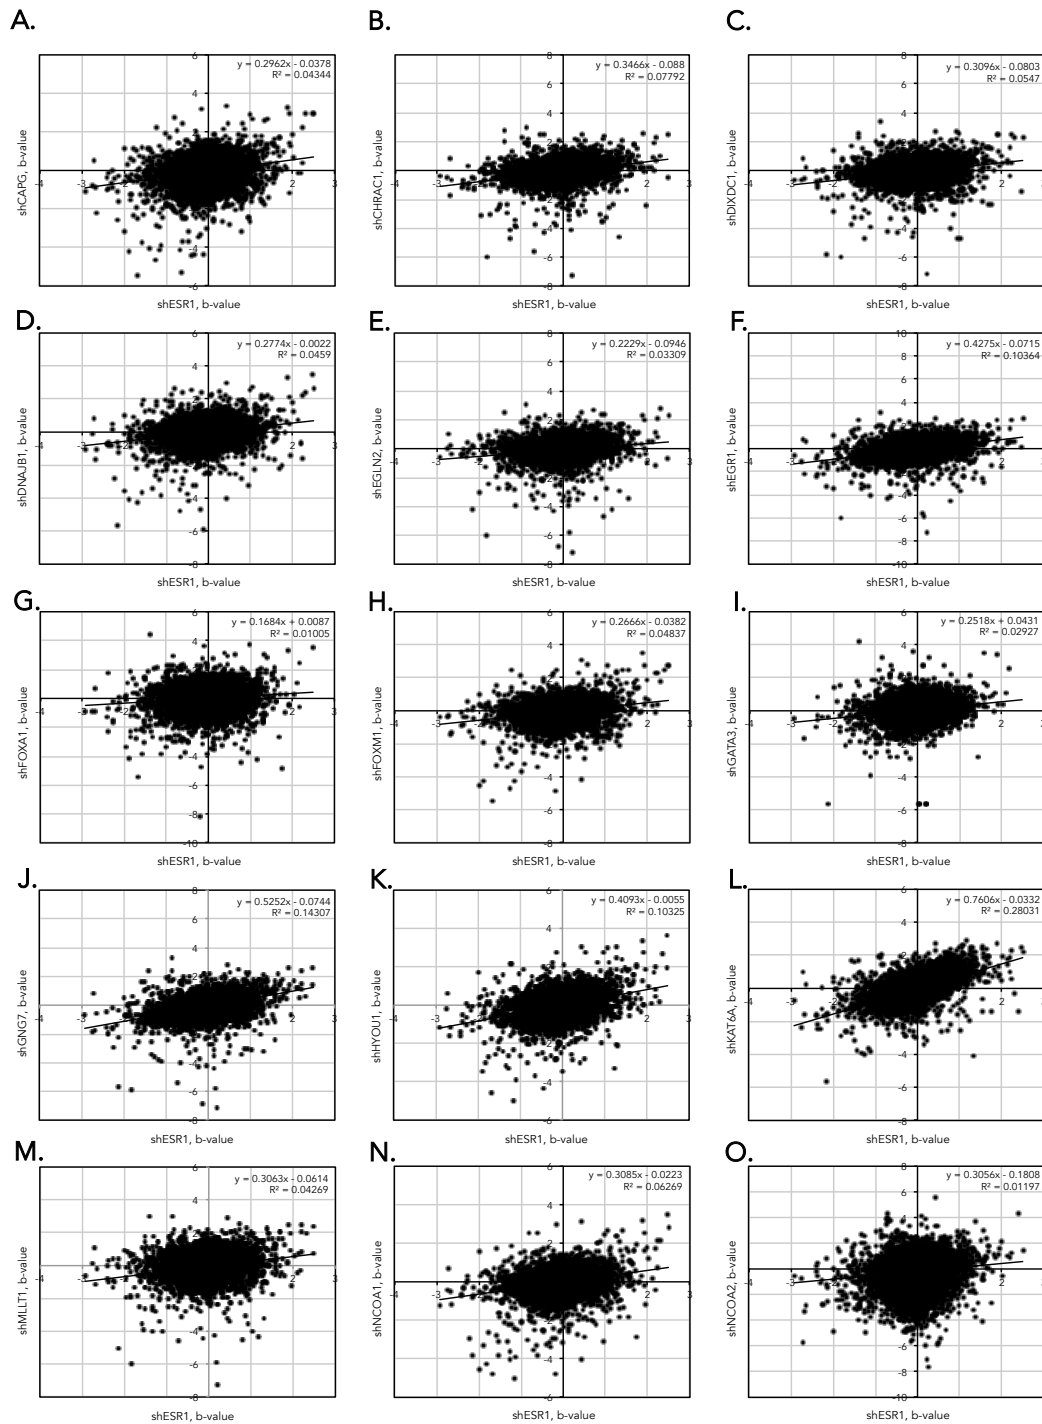 A.
B.
C.
y = 0.2962x - 0.0378
R² = 0.04344
shCAPG, b-value
shESR1, b-value
y = 0.3466x - 0.088
R² = 0.07792
shCHRAC1, b-value
shESR1, b-value
y = 0.3096x - 0.0803
R² = 0.0547
shDIXDC1, b-value
shESR1, b-value
D.
E.
F.
y = 0.2774x - 0.0022
R² = 0.0459
shDNAJB1, b-value
shESR1, b-value
y = 0.2229x - 0.0946
R² = 0.03309
shEGLN2, b-value
shESR1, b-value
y = 0.4275x - 0.0715
R² = 0.10364
shEGR1, b-value
shESR1, b-value
G.
H.
I.
y = 0.1684x + 0.0087
R² = 0.01005
shFOXA1, b-value
shESR1, b-value
y = 0.2666x - 0.0382
R² = 0.04837
shFOXM1, b-value
shESR1, b-value
y = 0.2518x + 0.0431
R² = 0.02927
shGATA3, b-value
shESR1, b-value
J.
K.
L.
y = 0.5252x - 0.0744
R² = 0.14307
shGNG7, b-value
shESR1, b-value
y = 0.4093x - 0.0055
R² = 0.10325
shHYOU1, b-value
shESR1, b-value
y = 0.7606x - 0.0332
R² = 0.28031
shKAT6A, b-value
shESR1, b-value
M.
N.
O.
y = 0.3063x - 0.0614
R² = 0.04269
shMLLT1, b-value
shESR1, b-value
y = 0.3085x - 0.0223
R² = 0.06269
shNCOA1, b-value
shESR1, b-value
y = 0.3056x - 0.1808
R² = 0.01197
shNCOA2, b-value
shESR1, b-value